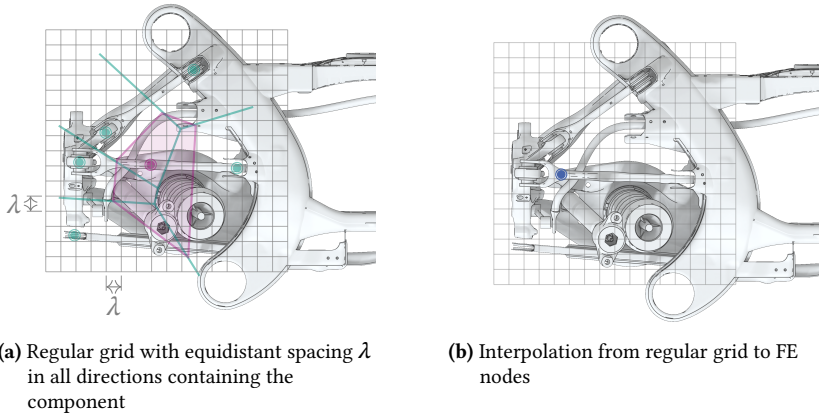 λ
λ
(a) Regular grid with equidistant spacing λ
in all directions containing the
component
(b) Interpolation from regular grid to FE
nodes